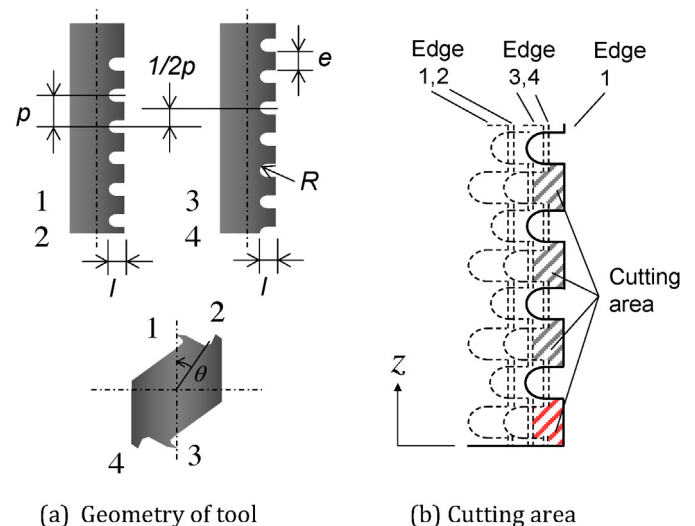 1/2p
e
p
R
1
2
3
4
l
l
1
2
θ
4
3
(a) Geometry of tool
Edge
1,2
Edge
3,4
Edge
1
Cutting
area
z
(b) Cutting area